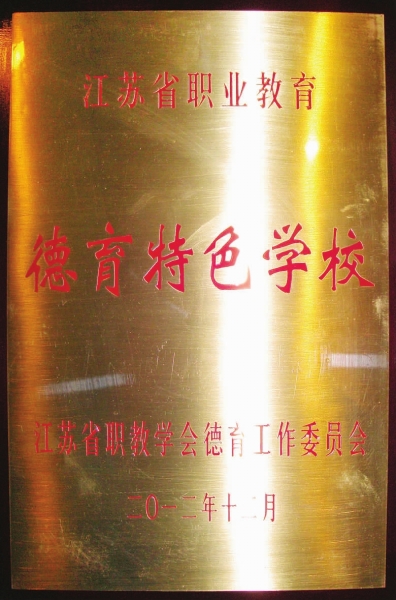 江苏省职业教育
德育特色学校
江苏省职教学会德育工作委员会
二〇一二年十二月